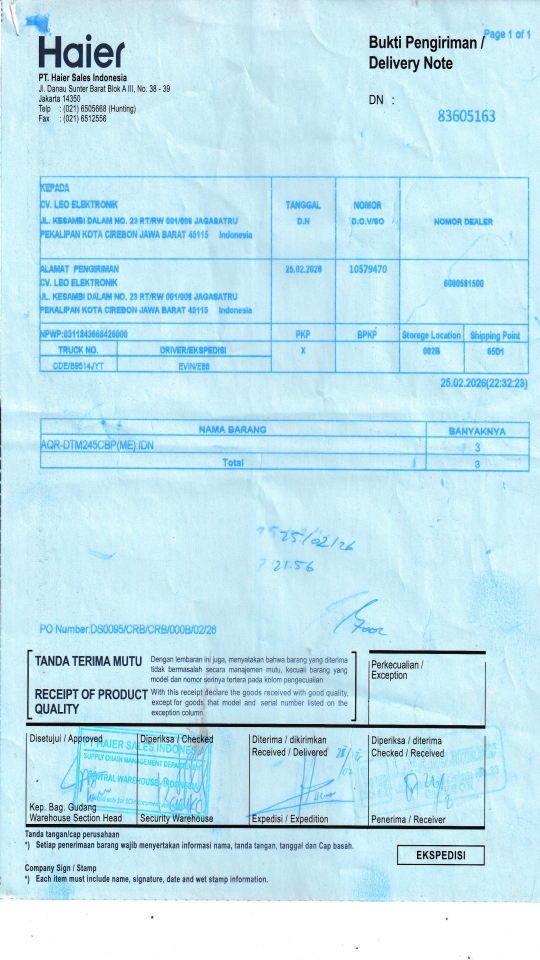 Page 1 of 1
Haier
Bukti Pengiriman /
Delivery Note
PT. Haier Sales Indonesia
Jl. Danau Sunter Barat Blok A III, No. 38 - 39
Jakarta 14350
Telp : (021) 6505668 (Hunting)
Fax : (021) 6512556
DN :
83605163
KEPADA
CV. LEO ELEKTRONIK
JL. KESAMBI DALAM NO. 23 RT/RW 001/008 JAGASATRU
PEKALIPAN KOTA CIREBON JAWA BARAT 45115 Indonesia
TANGGAL
D.N
NOMOR
D.O.V/SO
NOMOR DEALER
ALAMAT PENGIRIMAN
CV. LEO ELEKTRONIK
JL. KESAMBI DALAM NO. 23 RT/RW 001/008 JAGASATRU
PEKALIPAN KOTA CIREBON JAWA BARAT 45115 Indonesia
25.02.2026
10579470
6000581500
NPWP:0311843668426000
PKP
BPKP
Storege Location
Shipping Point
TRUCK NO.
DRIVER/EKSPEDISI
X
002B
65D1
CDE/B9514JYT
EVIN/EBB
25.02.2026(22:32:23)
NAMA BARANG
BANYAKNYA
AQR-DTM245CBP(ME).IDN
3
Total
3
25/02/26
21.56
PO Number:DS0095/CRB/CRB/000B/02/26
TANDA TERIMA MUTU
Dengan lembaran ini juga, menyatakan bahwa barang yang diterima
tidak bermasalah secara manajemen mutu, kecuali barang yang
model dan nomor serinya tertera pada kolom pengecualian
RECEIPT OF PRODUCT
QUALITY
With this receipt declare the goods received with good quality,
except for goods that model and serial number listed on the
exception column
Perkecualian /
Exception
Disetujui / Approved
Diperiksa / Checked
Diterima / dikirimkan
Received / Delivered
Diperiksa / diterima
Checked / Received
PT HAIER SALES INDONESIA
SUPPLY CHAIN MANAGEMENT DEPARTMENT
CENTRAL WAREHOUSE - INDONESIA
Kep. Bag. Gudang
Warehouse Section Head
Security Warehouse
Expedisi / Expedition
Penerima / Receiver
Tanda tangan/cap perusahaan
*) Setiap penerimaan barang wajib menyertakan informasi nama, tanda tangan, tanggal dan Cap basah.
EKSPEDISI
Company Sign / Stamp
*) Each item must include name, signature, date and wet stamp information.